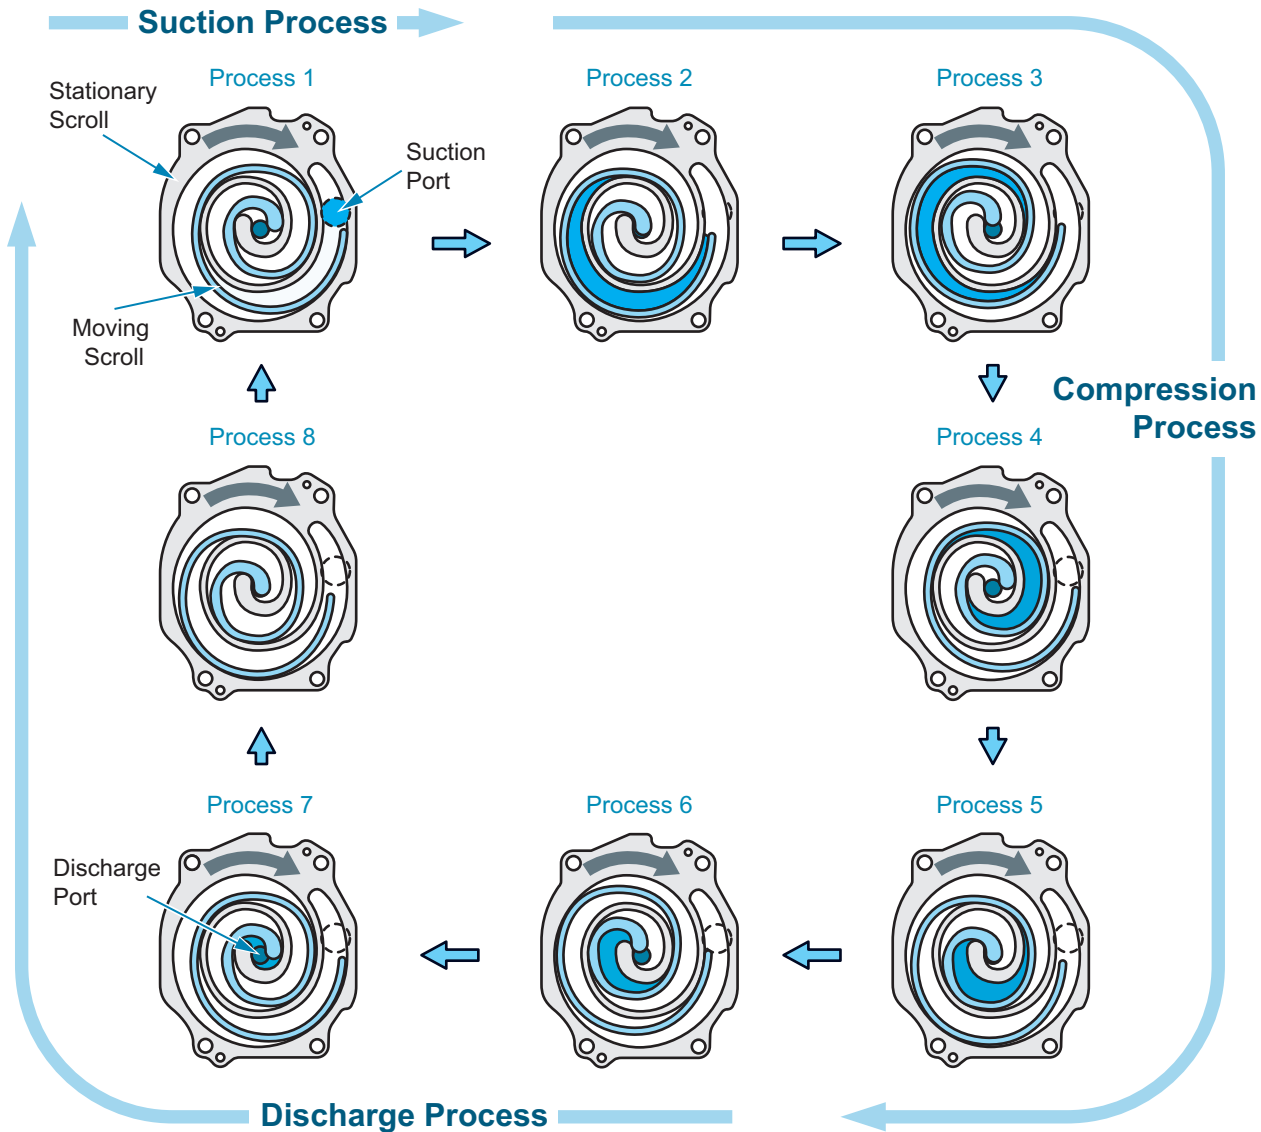 Suction Process
Process 1
Process 2
Process 3
Stationary
Scroll
Suction
Port
Moving
Scroll
Compression
Process
Process 8
Process 4
Process 7
Process 6
Process 5
Discharge
Port
Discharge Process